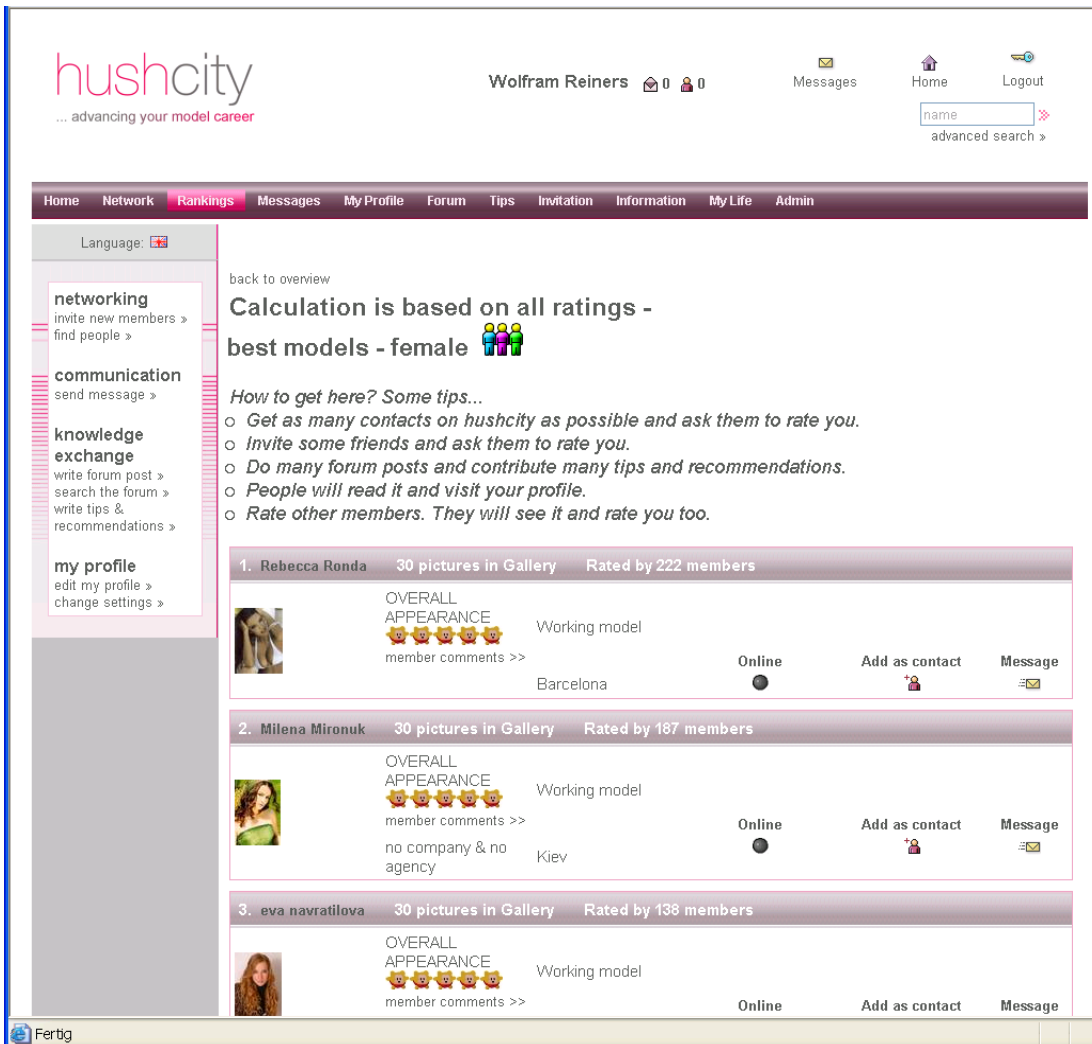 hushcity
... advancing your model career
Wolfram Reiners 0 0
Messages Home Logout
name
advanced search »
Home Network Rankings Messages My Profile Forum Tips Invitation Information My Life Admin
Language:
networking
invite new members »
find people »
communication
send message »
knowledge
exchange
write forum post »
search the forum »
write tips &
recommendations »
my profile
edit my profile »
change settings »
back to overview
Calculation is based on all ratings -
best models - female
How to get here? Some tips...
o Get as many contacts on hushcity as possible and ask them to rate you.
o Invite some friends and ask them to rate you.
o Do many forum posts and contribute many tips and recommendations.
o People will read it and visit your profile.
o Rate other members. They will see it and rate you too.
1. Rebecca Ronda 30 pictures in Gallery Rated by 222 members
OVERALL
APPEARANCE
Working model
member comments >>
Online Add as contact Message
Barcelona
2. Milena Mironuk 30 pictures in Gallery Rated by 187 members
OVERALL
APPEARANCE
Working model
member comments >>
Online Add as contact Message
no company & no
agency
Kiev
3. eva navratilova 30 pictures in Gallery Rated by 138 members
OVERALL
APPEARANCE
Working model
member comments >>
Online Add as contact Message
Fertig